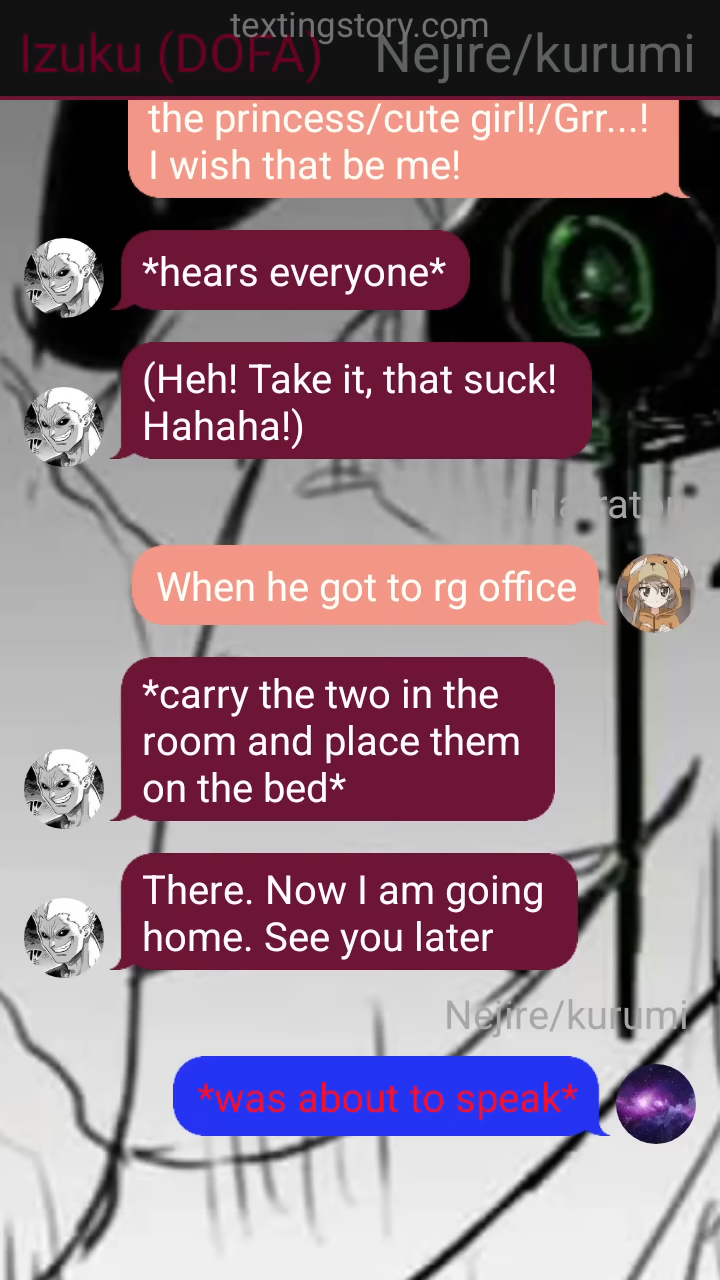 textingstory.com
Izuku (DOFA) Nejire/kurumi
the princess/cute girl!/Grr...!
I wish that be me!
*hears everyone*
(Heh! Take it, that suck!
Hahaha!)
Narrator
When he got to rg office
*carry the two in the
room and place them
on the bed*
There. Now I am going
home. See you later
Nejire/kurumi
*was about to speak*